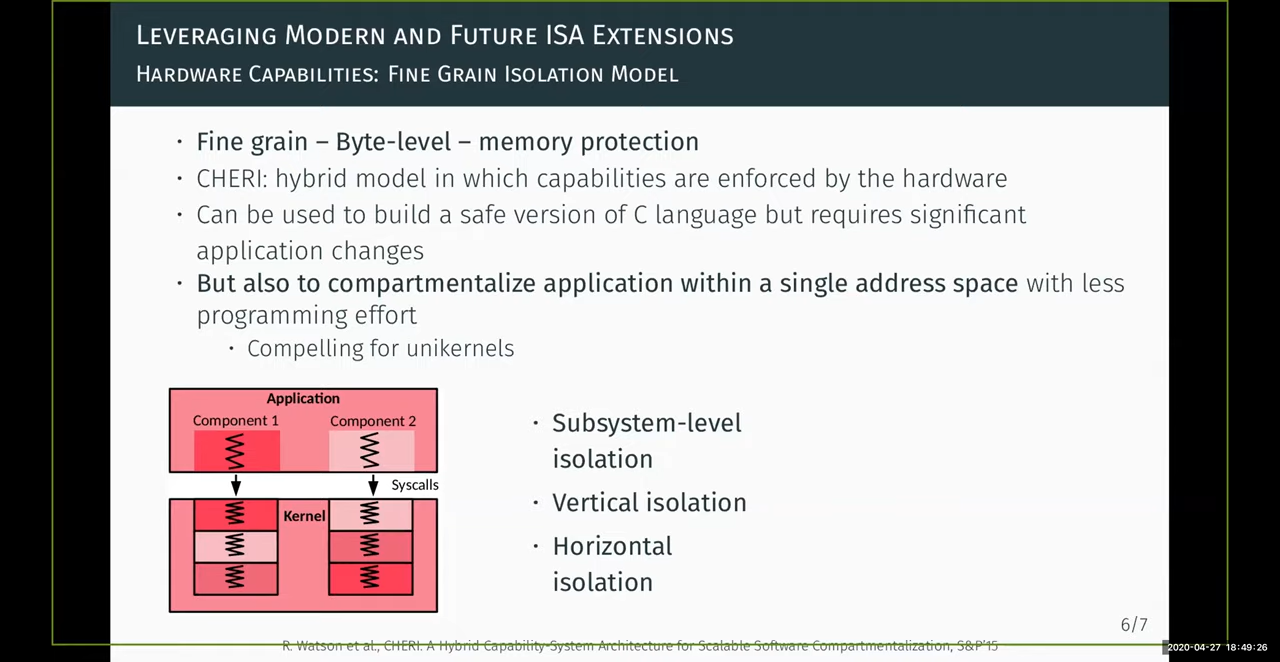 Leveraging Modern and Future ISA Extensions
Hardware Capabilities: Fine Grain Isolation Model
• Fine grain – Byte-level – memory protection
• CHERI: hybrid model in which capabilities are enforced by the hardware
• Can be used to build a safe version of C language but requires significant
application changes
• But also to compartmentalize application within a single address space with less
programming effort
• Compelling for unikernels
Application
Component 1 Component 2
Syscalls
Kernel
• Subsystem-level
isolation
• Vertical isolation
• Horizontal
isolation
6/7
R. Watson et al., CHERI: A Hybrid Capability-System Architecture for Scalable Software Compartmentalization, S&P'15
2020-04-27 18:49:26